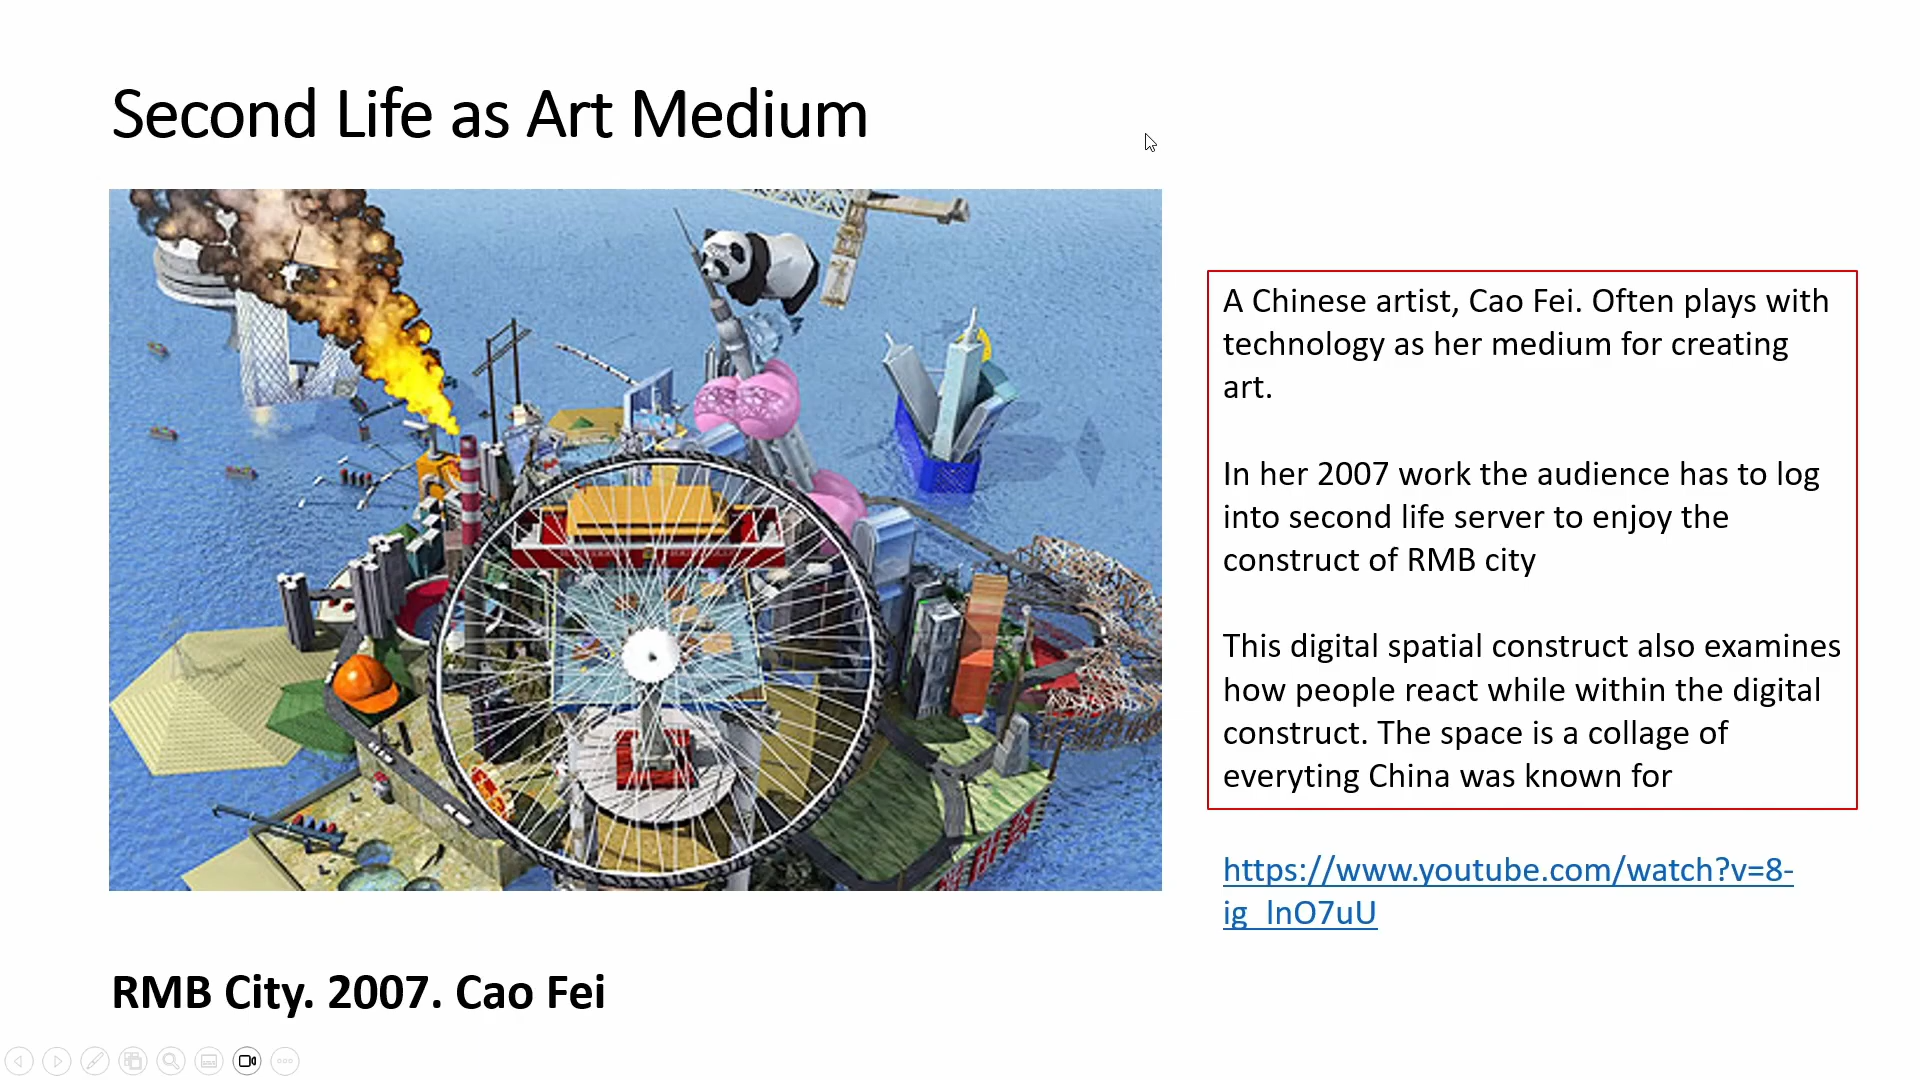 Second Life as Art Medium
A Chinese artist, Cao Fei. Often plays with
technology as her medium for creating
art.
In her 2007 work the audience has to log
into second life server to enjoy the
construct of RMB city
This digital spatial construct also examines
how people react while within the digital
construct. The space is a collage of
everyting China was known for
https://www.youtube.com/watch?v=8-
ig_lnO7uU
RMB City. 2007. Cao Fei